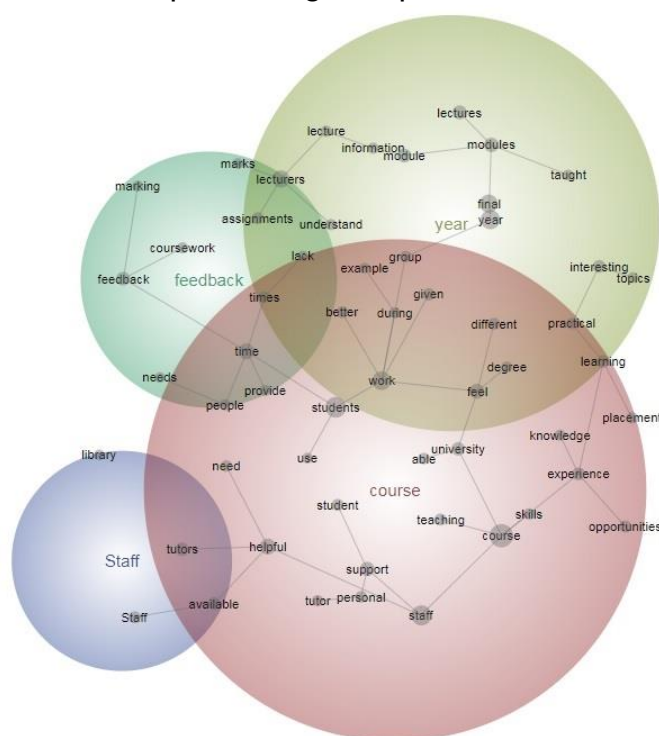 lectures
lecture
information
module
modules
marks
lecturers
taught
marking
final
assignments
understand
year
year
coursework
lack
group
example
interesting
feedback
feedback
topics
times
given
better
during
different
practical
time
learning
degree
needs
work
provide
feel
people
students
placement
knowledge
library
use
able
university
need
experience
course
student
skills
teaching
opportunities
course
tutors
helpful
Staff
support
tutor
personal
available
Staff
staff